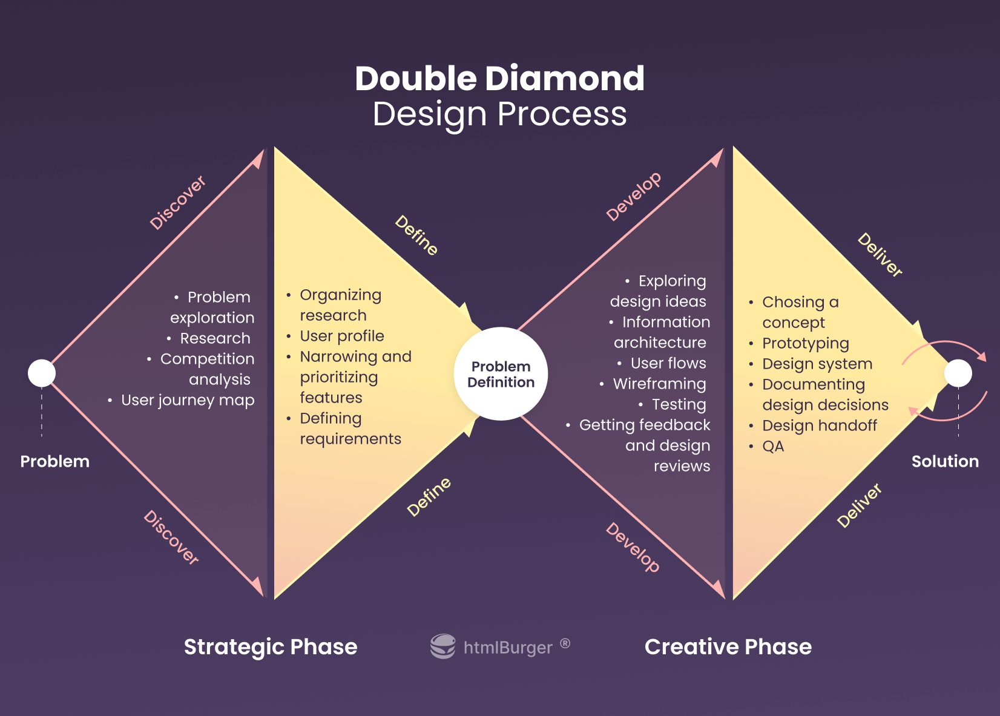 Double Diamond
Design Process
Discover
Define
Develop
Deliver
• Problem
exploration
• Research
• Competition
analysis
• User journey map
• Organizing
research
• User profile
• Narrowing and
prioritizing
features
• Defining
requirements
Problem
Definition
• Exploring
design ideas
• Information
architecture
• User flows
• Wireframing
• Testing
• Getting feedback
and design
reviews
• Chosing a
concept
• Prototyping
• Design system
• Documenting
design decisions
• Design handoff
• QA
Problem
Solution
Discover
Define
Develop
Deliver
Strategic Phase
htmlBurger ®
Creative Phase